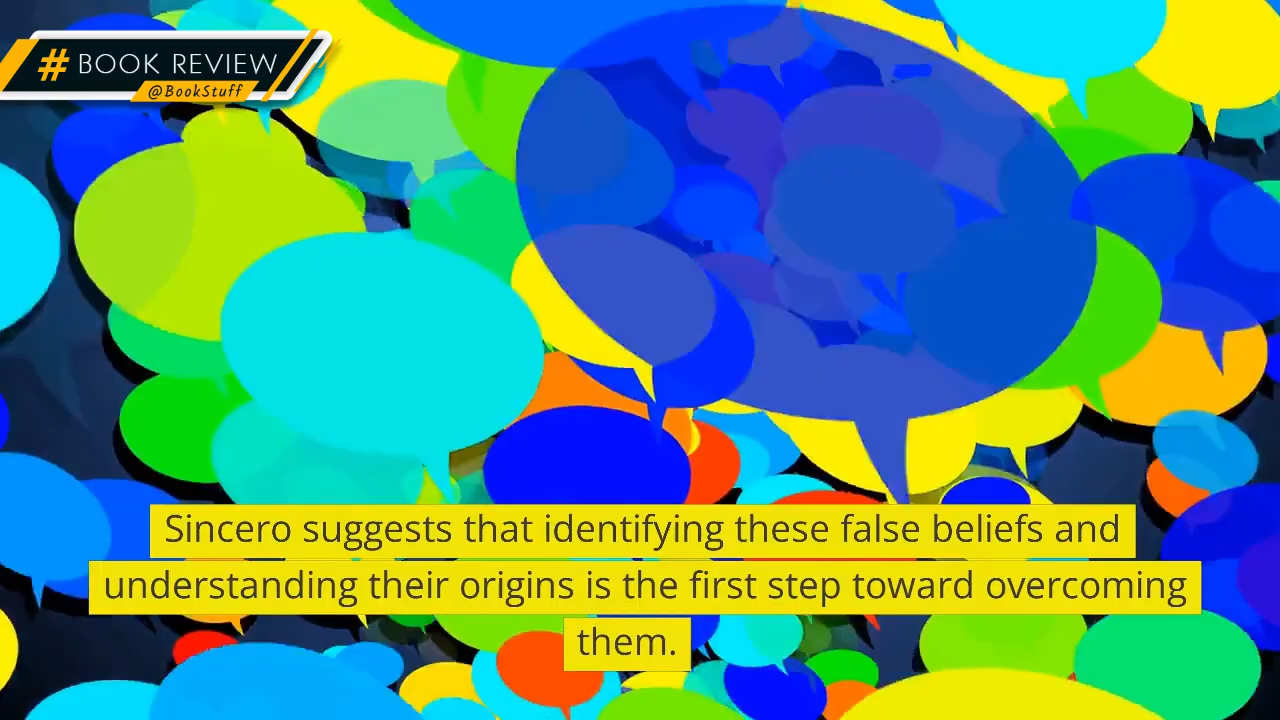 # BOOK REVIEW
@BookStuff
Sincero suggests that identifying these false beliefs and
understanding their origins is the first step toward overcoming
them.